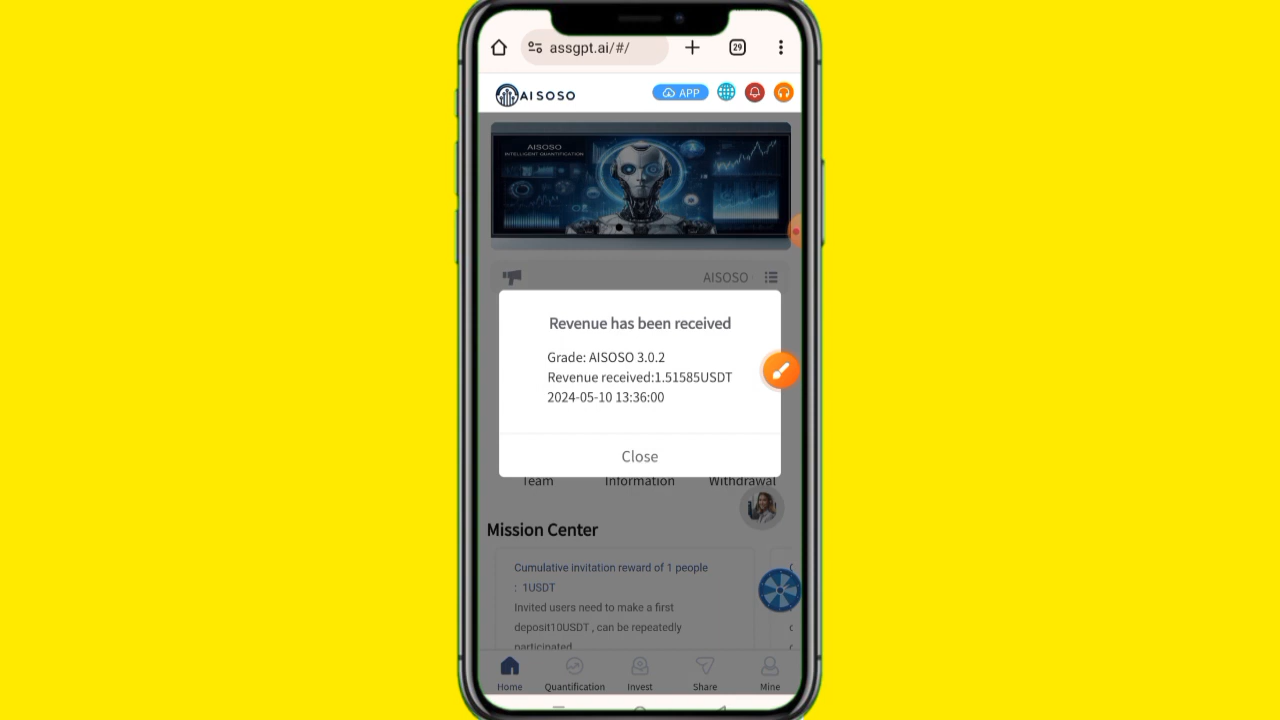 assgpt.ai/#/
29
AISOSO
APP
AISOSO
INTELLIGENT QUANTIFICATION
AISOSO
Revenue has been received
Grade: AISOSO 3.0.2
Revenue received:1.51585USDT
2024-05-10 13:36:00
Close
Team Information Withdrawal
Mission Center
Cumulative invitation reward of 1 people
: 1USDT
Invited users need to make a first
deposit10USDT , can be repeatedly
participated
Home Quantification Invest Share Mine